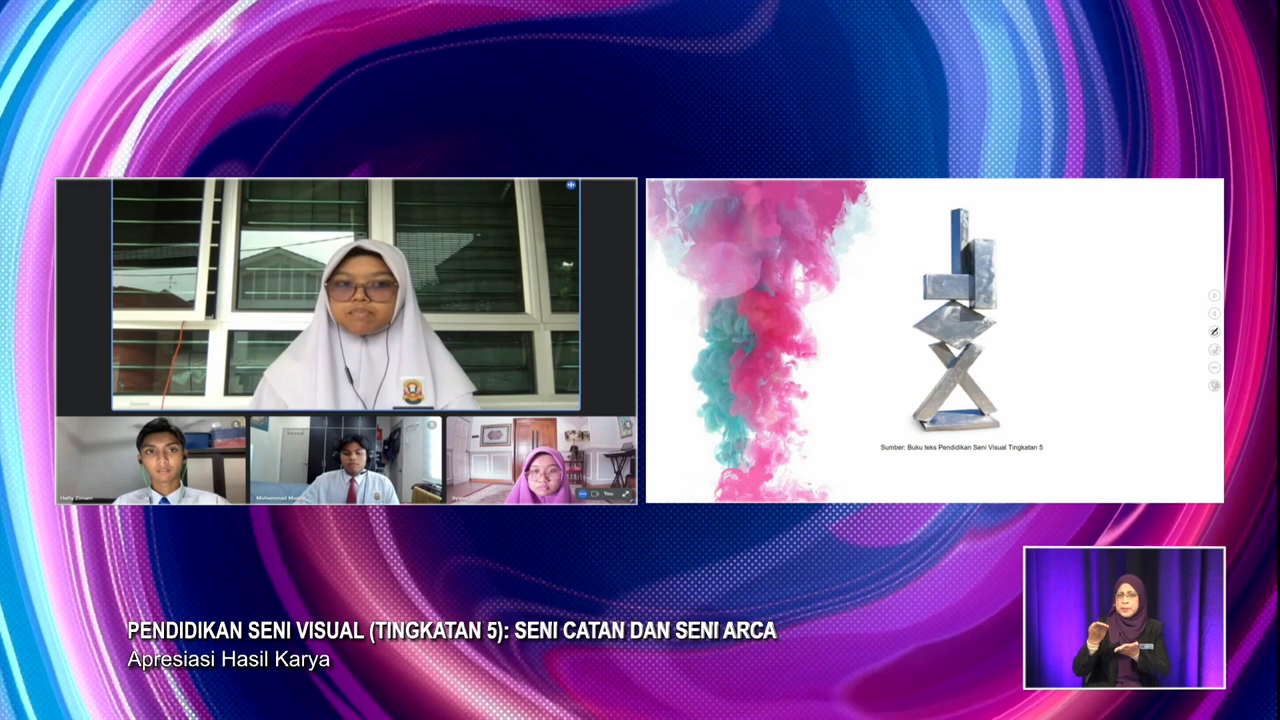 Sumber: Buku teks Pendidikan Seni Visual Tingkatan 5
You
PENDIDIKAN SENI VISUAL (TINGKATAN 5): SENI CATAN DAN SENI ARCA
Apresiasi Hasil Karya